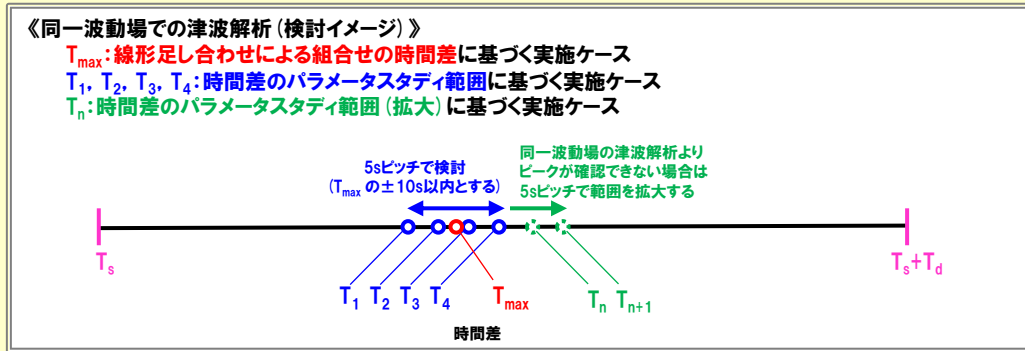 《同一波動場での津波解析(検討イメージ)》
Tmax:線形足し合わせによる組合せの時間差に基づく実施ケース
T1, T2, T3, T4:時間差のパラメータスタディ範囲に基づく実施ケース
Tn:時間差のパラメータスタディ範囲(拡大)に基づく実施ケース
5sピッチで検討
(Tmax の±10s以内とする)
同一波動場の津波解析より
ピークが確認できない場合は
5sピッチで範囲を拡大する
Ts
Ts+Td
T1 T2 T3 T4 Tmax Tn Tn+1
時間差